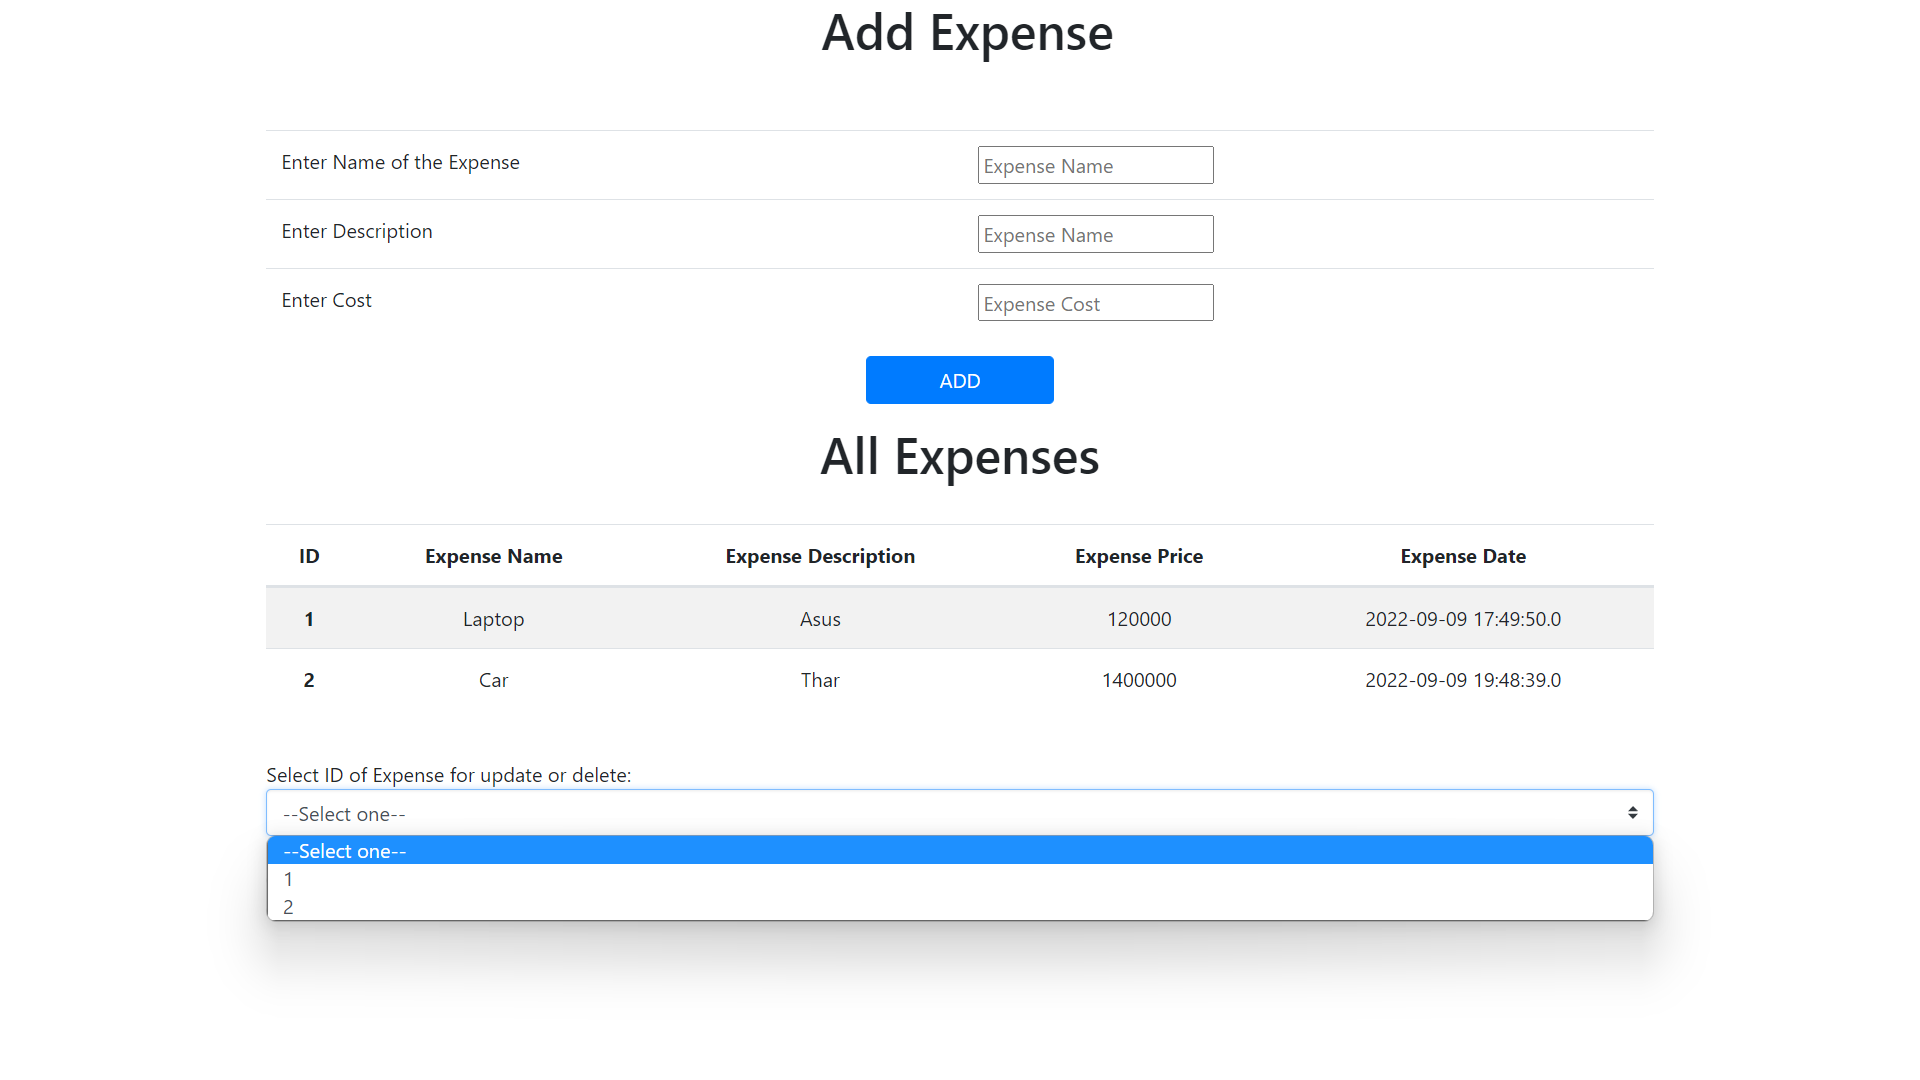 Add Expense
Enter Name of the Expense Expense Name
Enter Description Expense Name
Enter Cost Expense Cost
ADD
All Expenses
ID Expense Name Expense Description Expense Price Expense Date
1 Laptop Asus 120000 2022-09-09 17:49:50.0
2 Car Thar 1400000 2022-09-09 19:48:39.0
Select ID of Expense for update or delete:
--Select one--
--Select one--
1
2